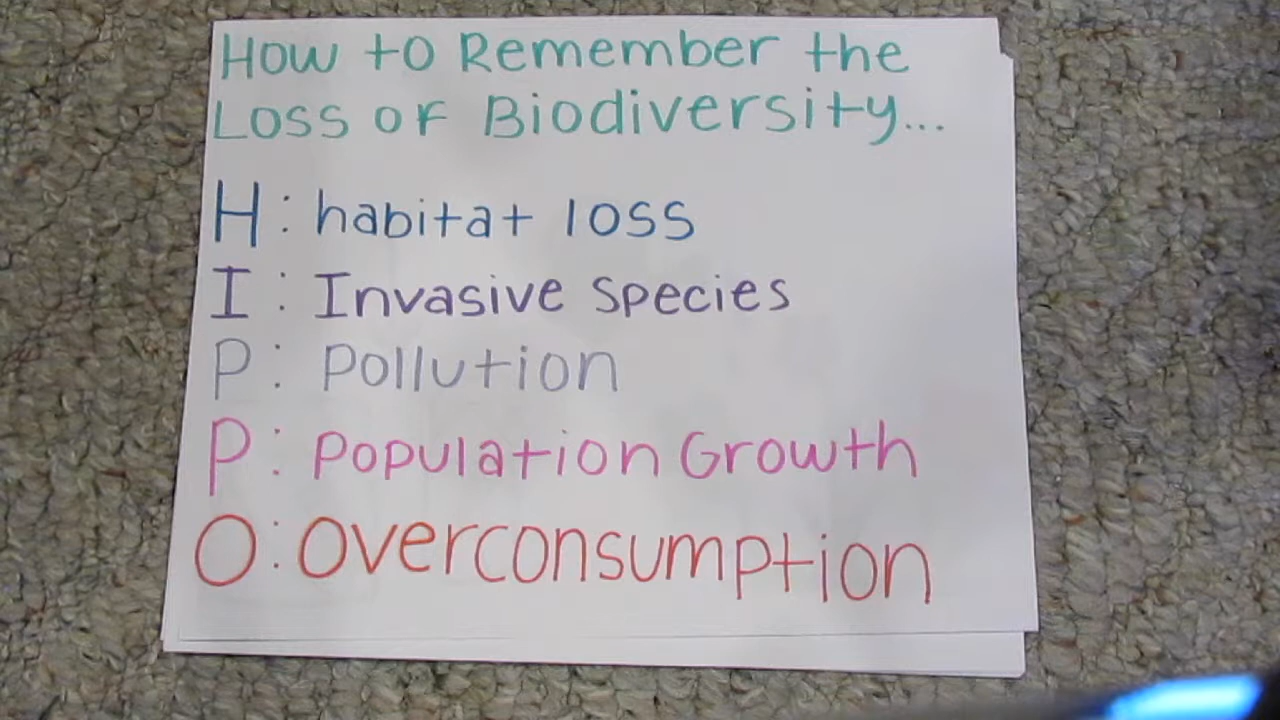 How to Remember the
Loss of Biodiversity...
H: habitat loss
I: Invasive species
P: Pollution
P: Population Growth
O: Overconsumption